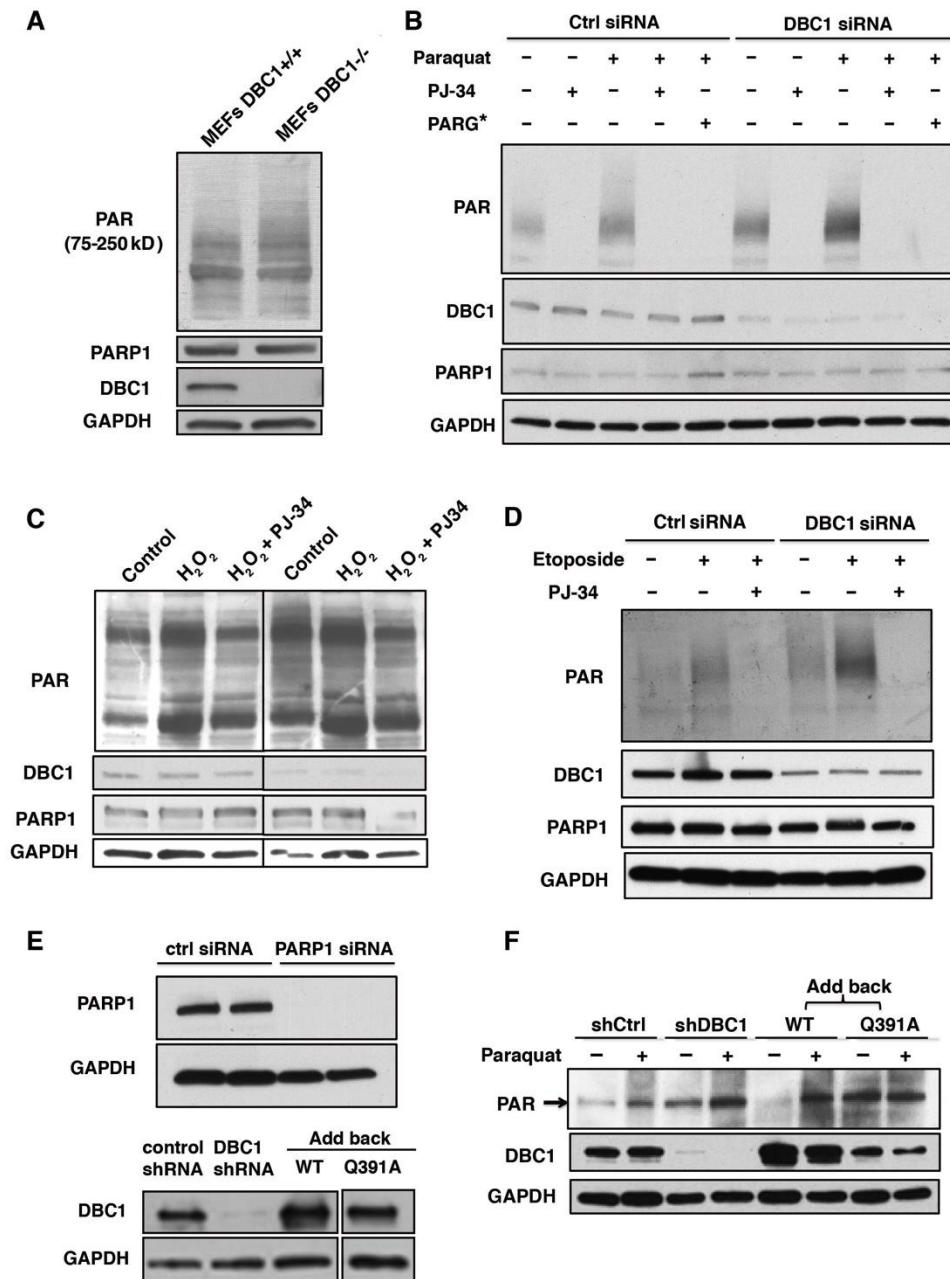 A
MEFs DBC1+/+
MEFs DBC1-/-
PAR
(75-250 kD)
PARP1
DBC1
GAPDH
B
Ctrl siRNA DBC1 siRNA
Paraquat – – + + + – – + + +
PJ-34 – + – + – – + – + –
PARG* – – – – + – – – – +
PAR
DBC1
PARP1
GAPDH
C
Control
H2O2
H2O2 + PJ-34
Control
H2O2
H2O2 + PJ34
PAR
DBC1
PARP1
GAPDH
D
Ctrl siRNA DBC1 siRNA
Etoposide – + + – + +
PJ-34 – – + – – +
PAR
DBC1
PARP1
GAPDH
E
ctrl siRNA PARP1 siRNA
PARP1
GAPDH
control shRNA
DBC1 shRNA
Add back
WT Q391A
DBC1
GAPDH
F
Add back
shCtrl shDBC1 WT Q391A
Paraquat – + – + – + – +
PAR
DBC1
GAPDH